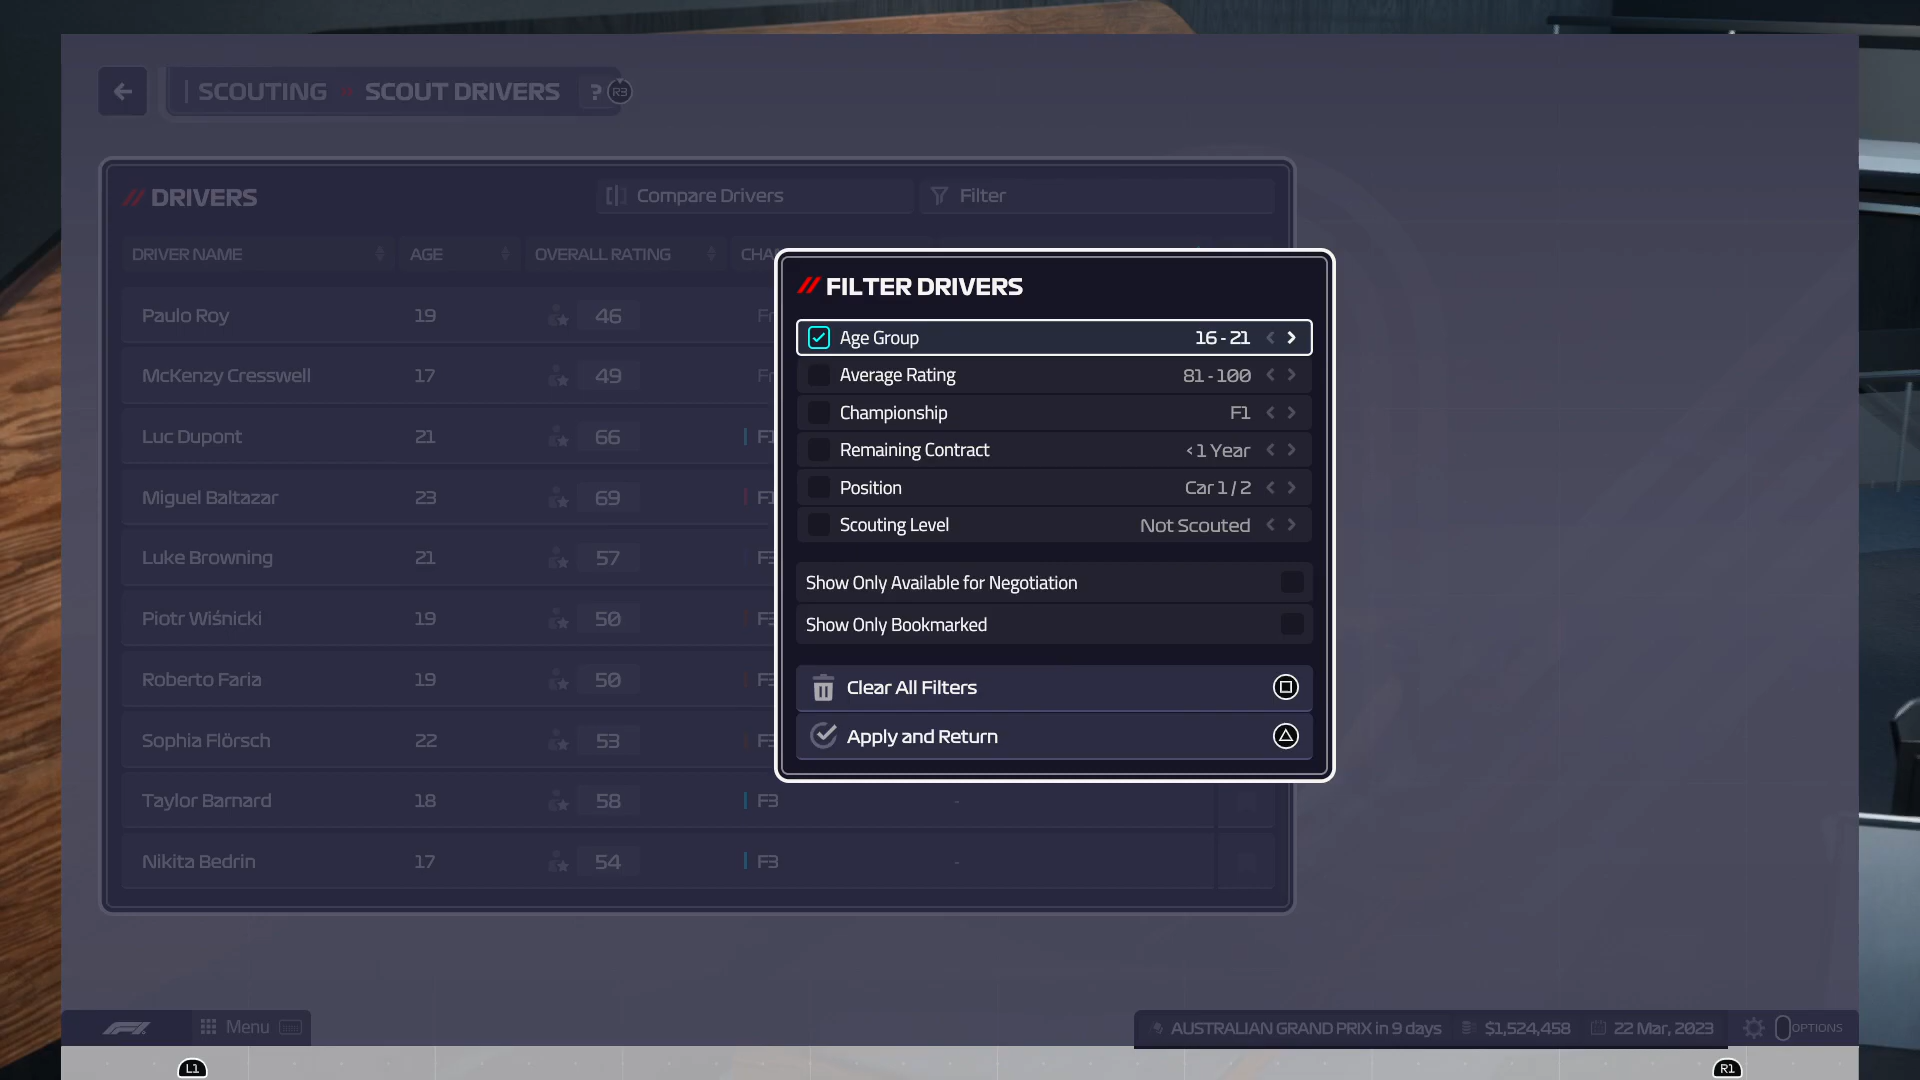 SCOUTING SCOUT DRIVERS ? R3
DRIVERS Compare Drivers Filter
DRIVER NAME AGE OVERALL RATING
FILTER DRIVERS
Age Group 16 - 21
Average Rating 81 - 100
Championship F1
Remaining Contract < 1 Year
Position Car 1 / 2
Scouting Level Not Scouted
Show Only Available for Negotiation
Show Only Bookmarked
Clear All Filters
Apply and Return
Paulo Roy 19 46
McKenzy Cresswell 17 49
Luc Dupont 21 66
Miguel Baltazar 23 69
Luke Browning 21 57
Piotr Wiśnicki 19 50
Roberto Faria 19 50
Sophia Flörsch 22 53
Taylor Barnard 18 58 F3 -
Nikita Bedrin 17 54 F3 -
F1 Menu AUSTRALIAN GRAND PRIX in 9 days $1,524,458 22 Mar, 2023 OPTIONS
L1 R1